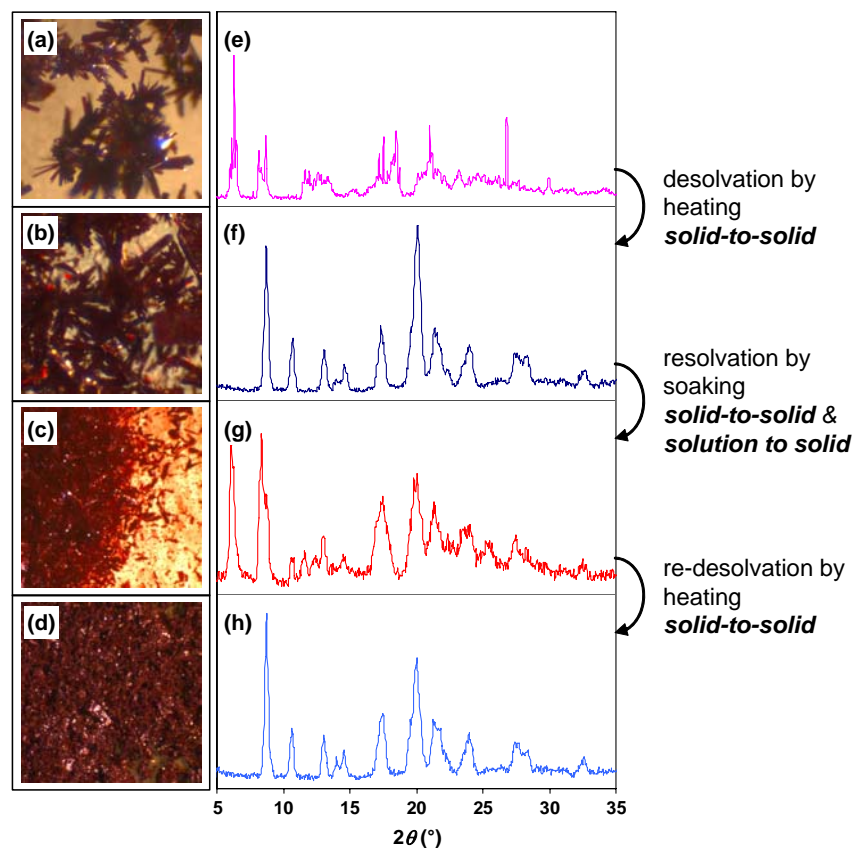 (a)
(e)
desolvation by
heating
solid-to-solid
(b)
(f)
resolvation by
soaking
solid-to-solid &
solution to solid
(c)
(g)
re-desolvation by
heating
solid-to-solid
(d)
(h)
5 10 15 20 25 30 35
2θ (°)